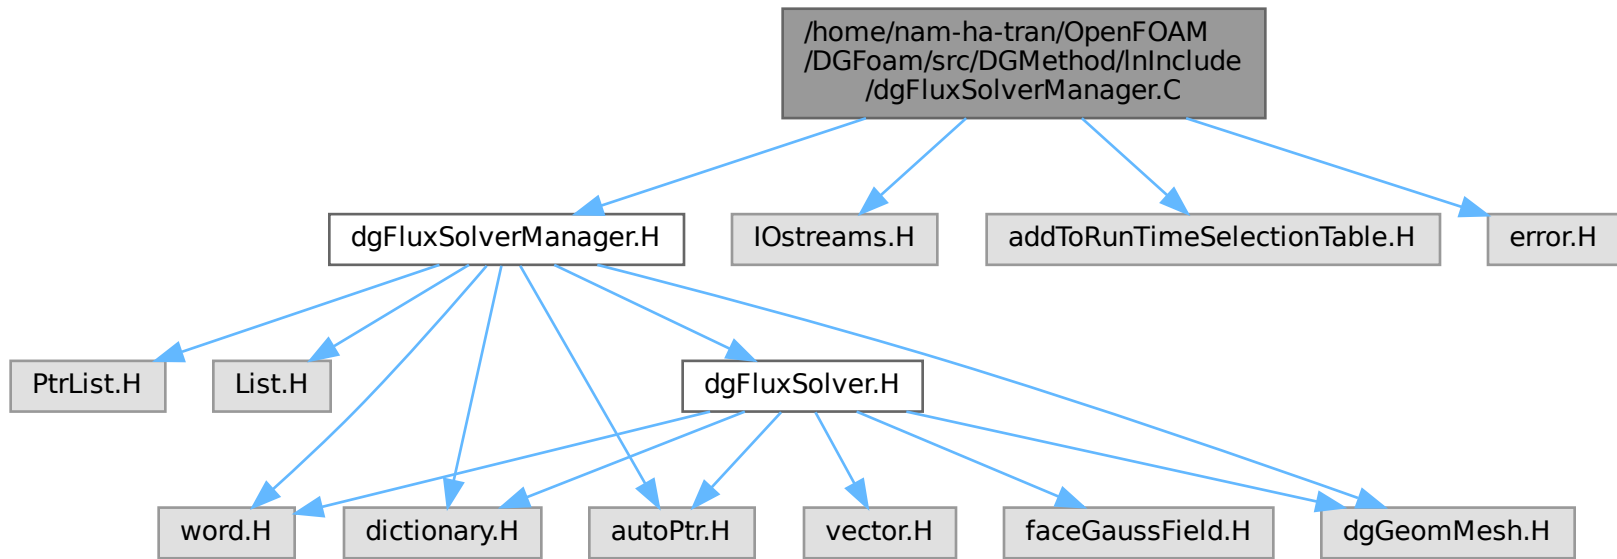 /home/nam-ha-tran/OpenFOAM
/DGFoam/src/DGMethod/lnInclude
/dgFluxSolverManager.C
dgFluxSolverManager.H
IOstreams.H
addToRunTimeSelectionTable.H
error.H
PtrList.H
List.H
dgFluxSolver.H
word.H
dictionary.H
autoPtr.H
vector.H
faceGaussField.H
dgGeomMesh.H